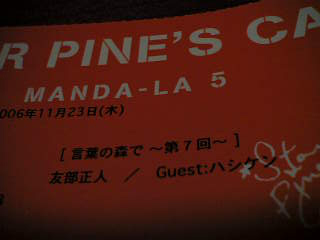 R PINE'S CA
MANDA-LA 5
2006年11月23日(木)
[ 言葉の森で 〜第7回〜 ]
友部正人 / Guest:ハシケン